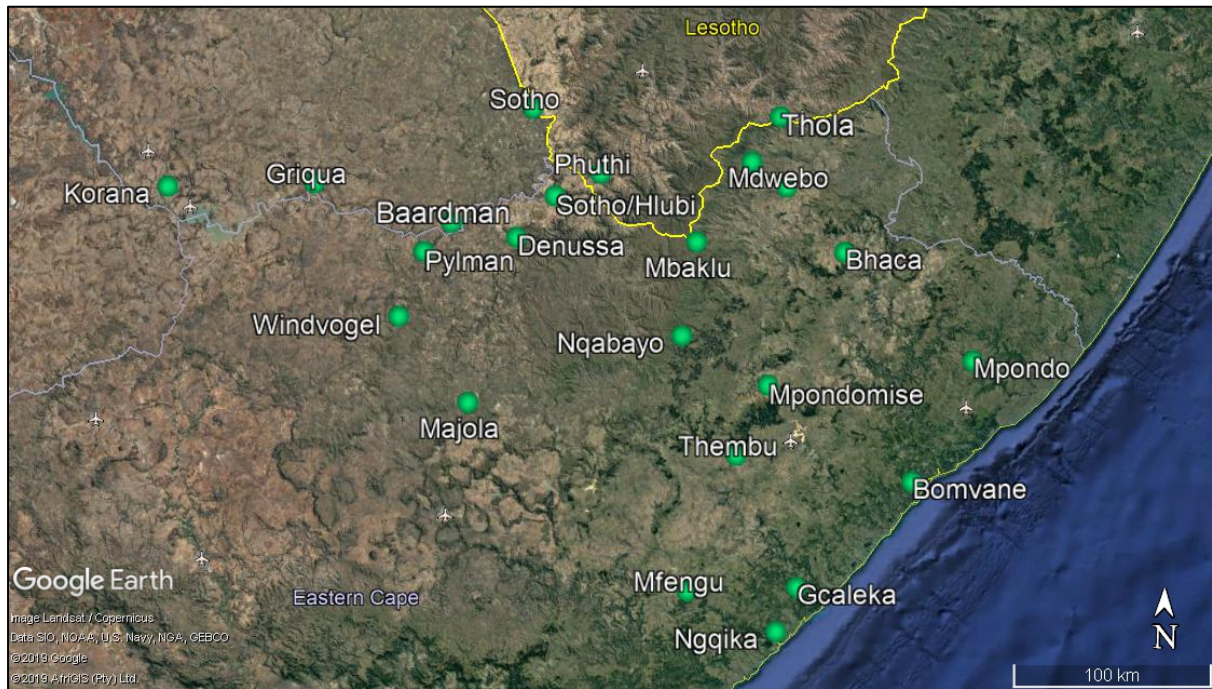 Lesotho
Sotho
Thola
Phuthi
Mdwebo
Korana
Griqua
Sotho/Hlubi
Baardman
Denussa
Pylman
Mbaklu
Bhaca
Windvogel
Nqabayo
Mpondo
Mpondomise
Majola
Thembu
Bomvane
Google Earth
Mfengu
Gcaleka
Eastern Cape
Image Landsat / Copernicus
Ngqika
Data SIO, NOAA, U.S. Navy, NGA, GEBCO
N
©2019 Google
100 km
©2019 AfriGIS (Pty) Ltd.